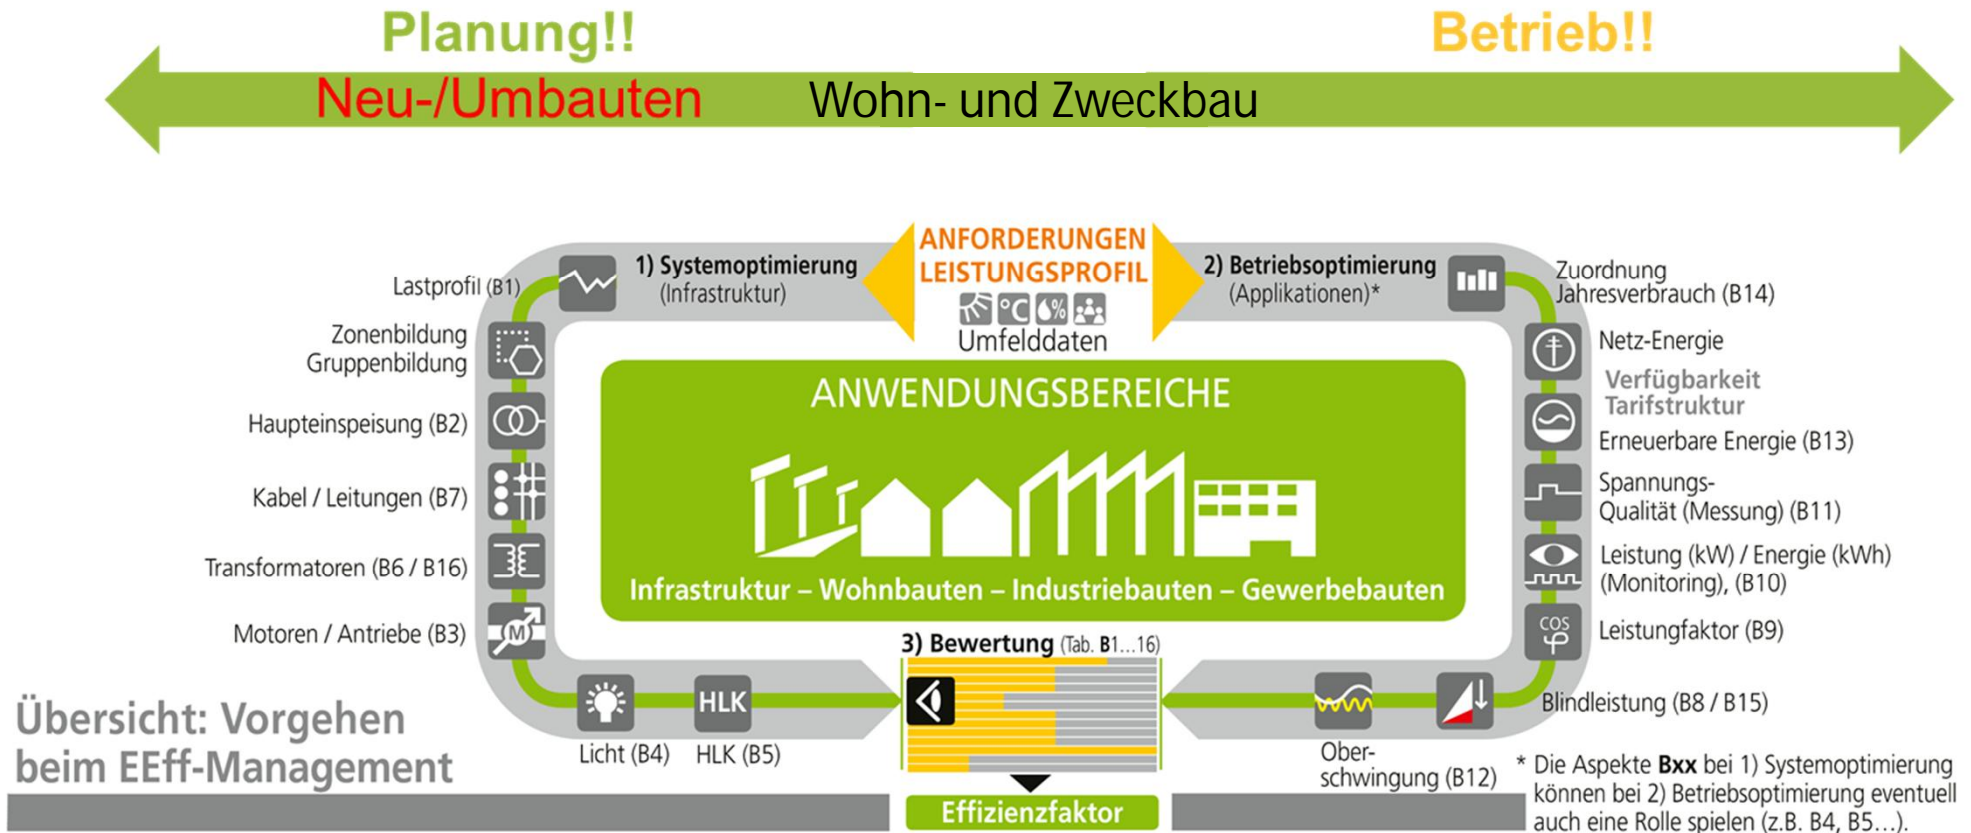 Planung!!
Betrieb!!
Neu-/Umbauten
Wohn- und Zweckbau
ANFORDERUNGEN
LEISTUNGSPROFIL
°C
%
Umfelddaten
1) Systemoptimierung
(Infrastruktur)
2) Betriebsoptimierung
(Applikationen)*
Lastprofil (B1)
Zonenbildung
Gruppenbildung
Haupteinspeisung (B2)
Kabel / Leitungen (B7)
Transformatoren (B6 / B16)
Motoren / Antriebe (B3)
M
Licht (B4)
HLK
HLK (B5)
ANWENDUNGSBEREICHE
Infrastruktur – Wohnbauten – Industriebauten – Gewerbebauten
3) Bewertung (Tab. B1...16)
Effizienzfaktor
Zuordnung
Jahresverbrauch (B14)
Netz-Energie
Verfügbarkeit
Tarifstruktur
Erneuerbare Energie (B13)
Spannungs-
Qualität (Messung) (B11)
Leistung (kW) / Energie (kWh)
(Monitoring), (B10)
COS
φ
Leistungfaktor (B9)
Blindleistung (B8 / B15)
Ober-
schwingung (B12)
Übersicht: Vorgehen
beim EEff-Management
* Die Aspekte Bxx bei 1) Systemoptimierung
können bei 2) Betriebsoptimierung eventuell
auch eine Rolle spielen (z.B. B4, B5...).